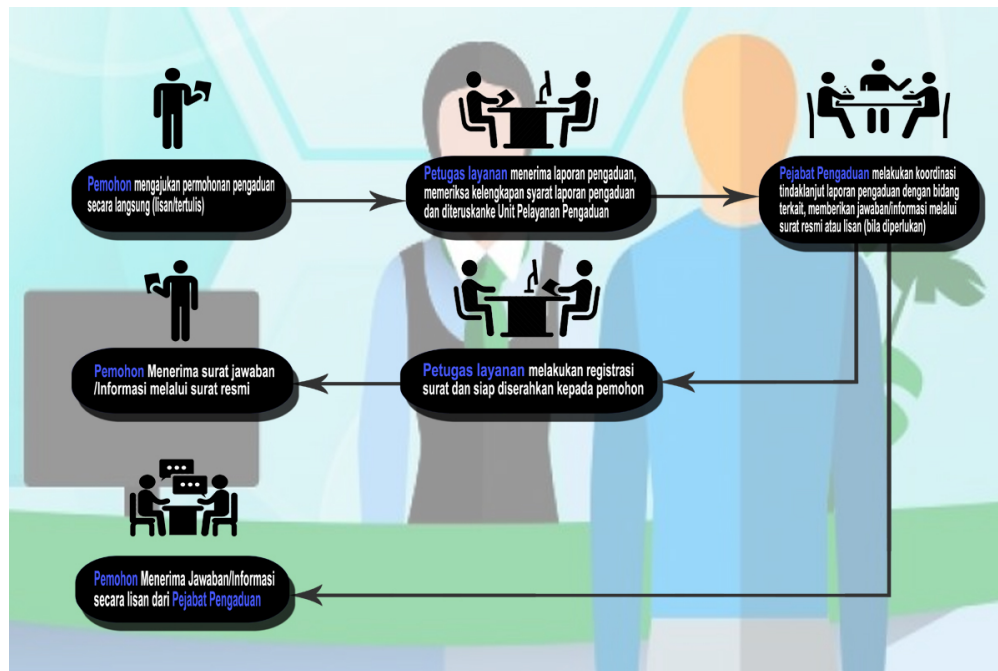 Pemohon mengajukan permohonan pengaduan
secara langsung (lisan/tertulis)
Petugas layanan menerima laporan pengaduan,
memeriksa kelengkapan syarat laporan pengaduan
dan diteruskanke Unit Pelayanan Pengaduan
Pejabat Pengaduan melakukan koordinasi
tindaklanjut laporan pengaduan dengan bidang
terkait, memberikan jawaban/informasi melalui
surat resmi atau lisan (bila diperlukan)
Pemohon Menerima surat jawaban
/Informasi melalui surat resmi
Petugas layanan melakukan registrasi
surat dan siap diserahkan kepada pemohon
Pemohon Menerima Jawaban/Informasi
secara lisan dari Pejabat Pengaduan